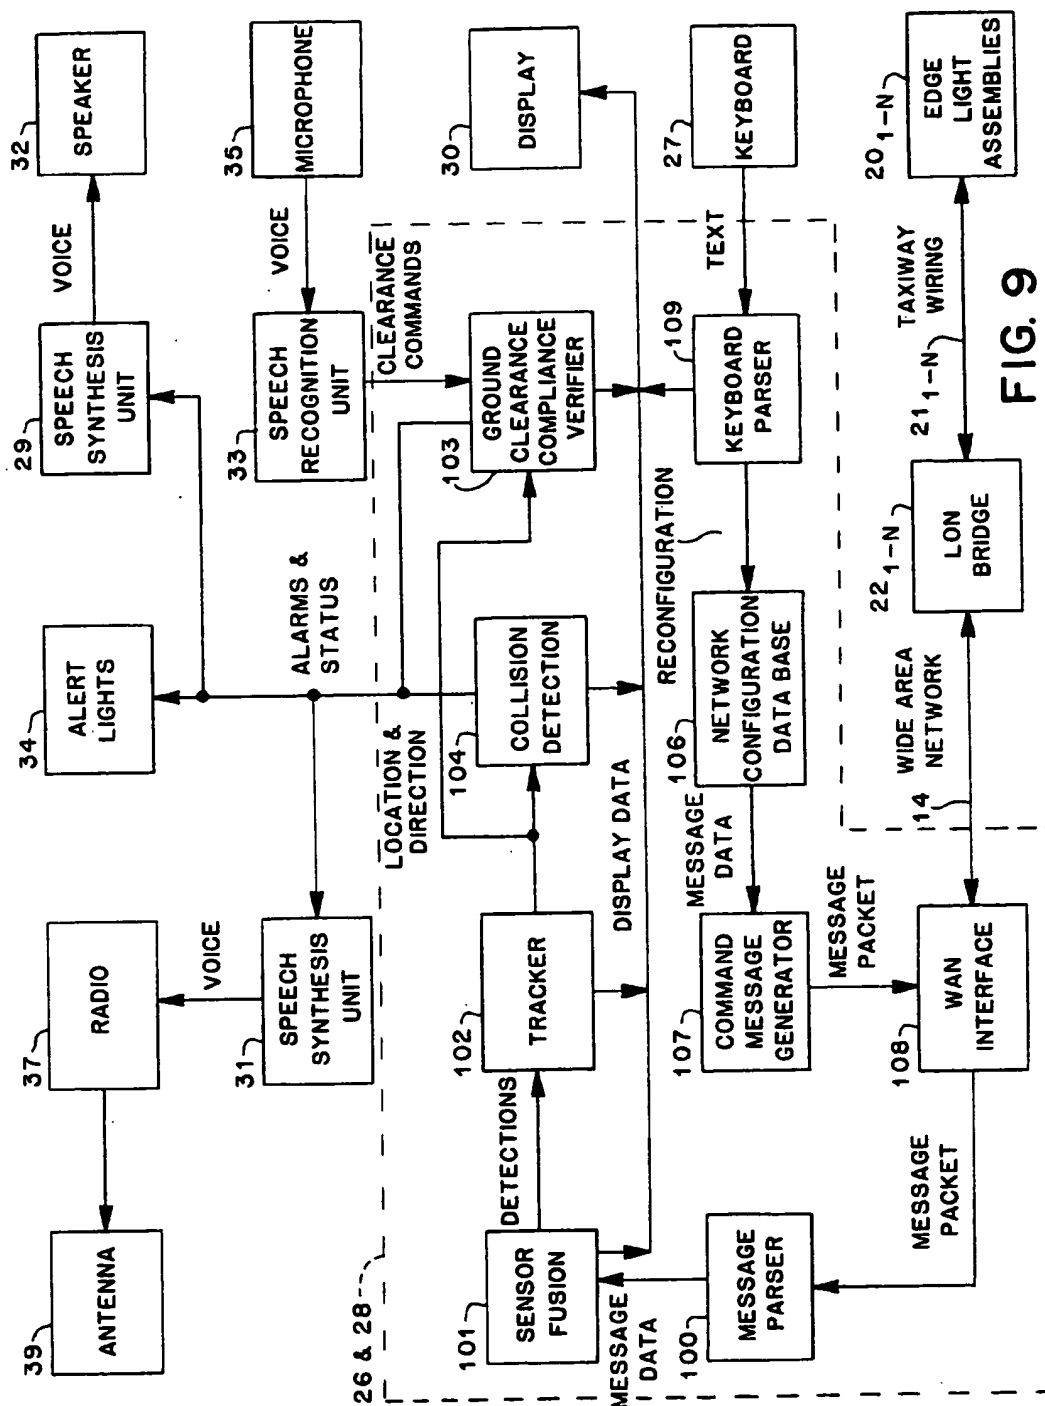 39
ANTENNA
37
RADIO
34
ALERT
LIGHTS
29
SPEECH
SYNTHESIS
UNIT
VOICE
32
SPEAKER
VOICE
31
SPEECH
SYNTHESIS
UNIT
ALARMS &
STATUS
33
SPEECH
RECOGNITION
UNIT
VOICE
35
MICROPHONE
26 & 28
LOCATION &
DIRECTION
CLEARANCE
COMMANDS
101
SENSOR
FUSION
DETECTIONS
102
TRACKER
104
COLLISION
DETECTION
103
GROUND
CLEARANCE
COMPLIANCE
VERIFIER
30
DISPLAY
MESSAGE
DATA
DISPLAY DATA
100
MESSAGE
PARSER
107
COMMAND
MESSAGE
GENERATOR
MESSAGE
DATA
106
NETWORK
CONFIGURATION
DATA BASE
RECONFIGURATION
109
KEYBOARD
PARSER
TEXT
27
KEYBOARD
MESSAGE
PACKET
MESSAGE
PACKET
108
WAN
INTERFACE
14
WIDE AREA
NETWORK
22 1-N
LON
BRIDGE
21 1-N
TAXIWAY
WIRING
20 1-N
EDGE
LIGHT
ASSEMBLIES
FIG. 9